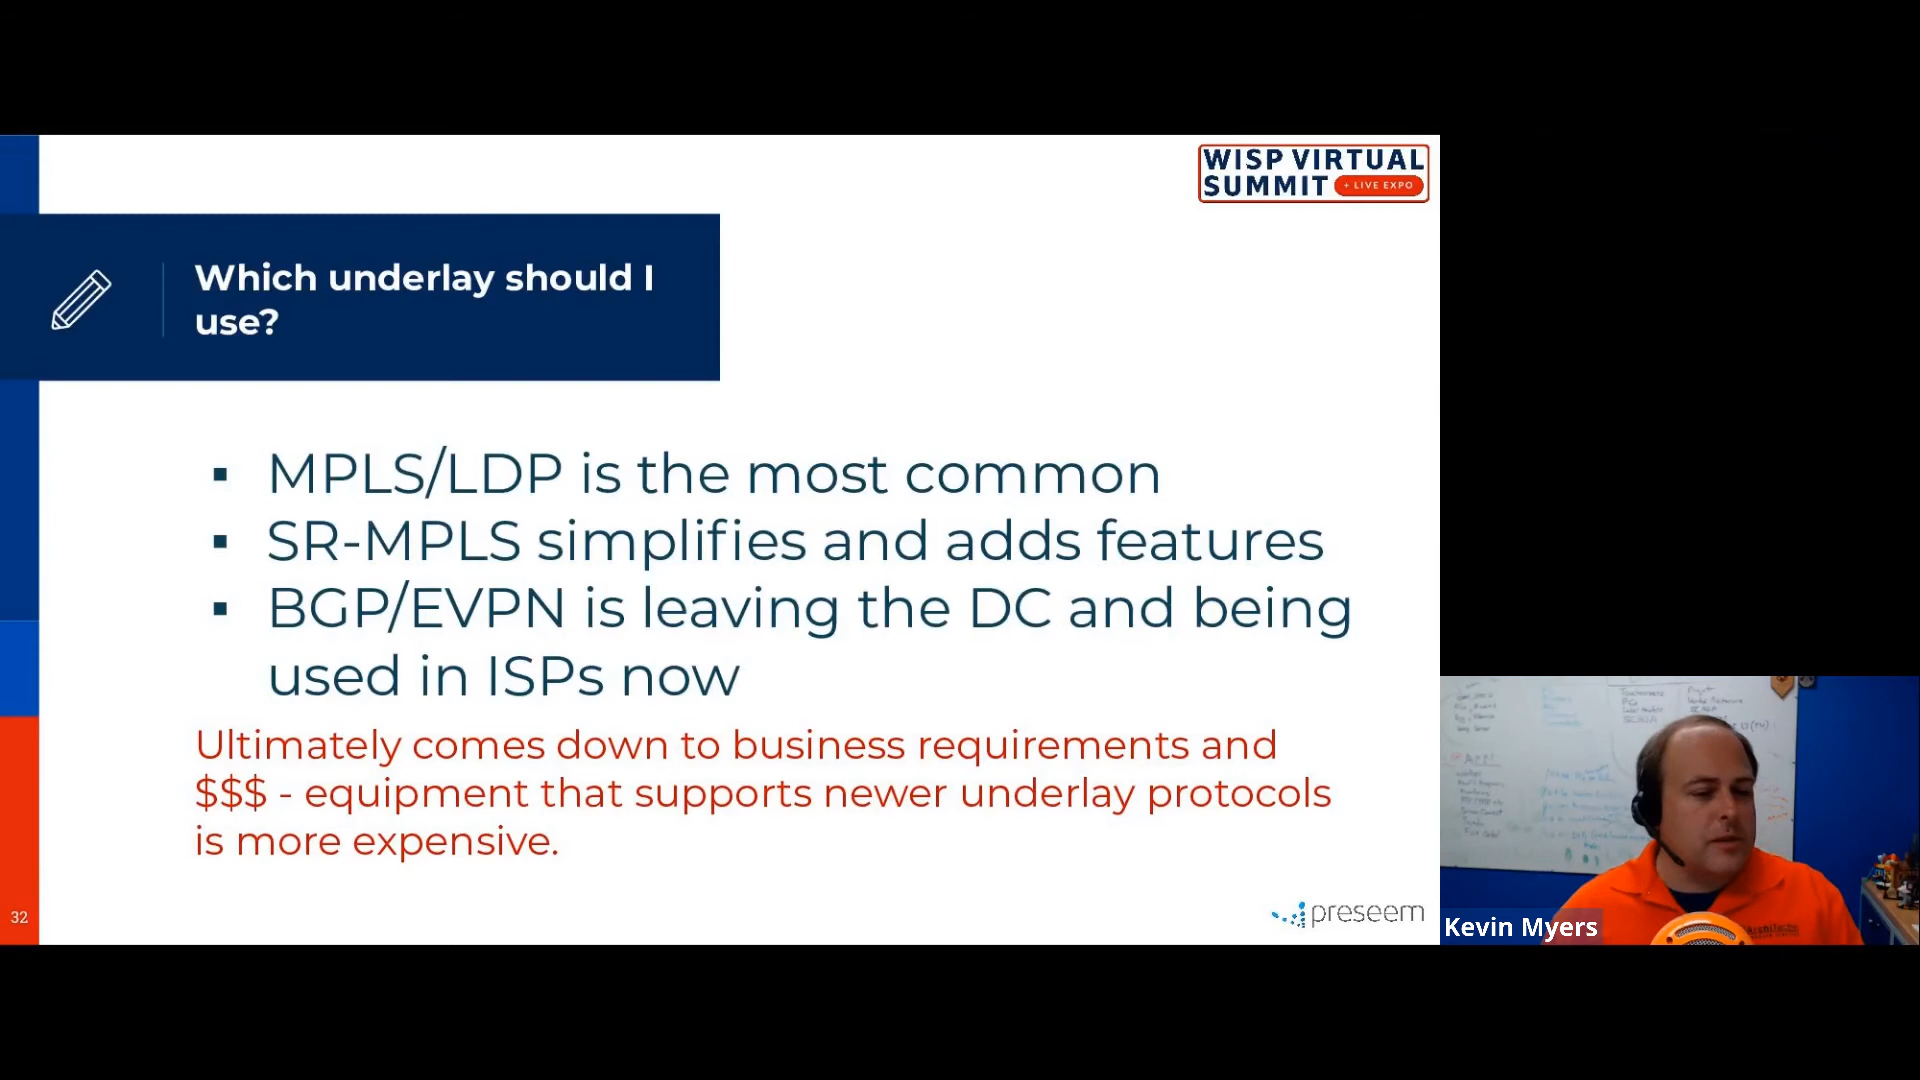 WISP VIRTUAL
SUMMIT + LIVE EXPO
Which underlay should I
use?
▪ MPLS/LDP is the most common
▪ SR-MPLS simplifies and adds features
▪ BGP/EVPN is leaving the DC and being
used in ISPs now
Ultimately comes down to business requirements and
$$$ - equipment that supports newer underlay protocols
is more expensive.
32
preseem
Kevin Myers